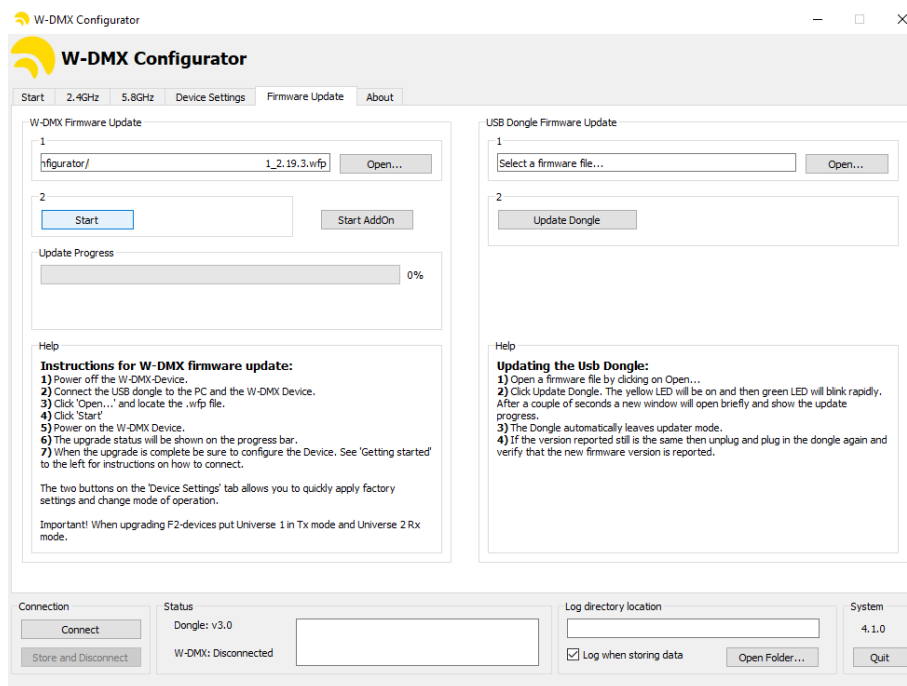 W-DMX Configurator
W-DMX Configurator
Start 2.4GHz 5.8GHz Device Settings Firmware Update About
W-DMX Firmware Update
1
nfigurator/ 1_2.19.3.wfp Open...
2
Start Start AddOn
Update Progress
0%
Help
Instructions for W-DMX firmware update:
1) Power off the W-DMX-Device.
2) Connect the USB dongle to the PC and the W-DMX Device.
3) Click 'Open...' and locate the .wfp file.
4) Click 'Start'
5) Power on the W-DMX Device.
6) The upgrade status will be shown on the progress bar.
7) When the upgrade is complete be sure to configure the Device. See 'Getting started'
to the left for instructions on how to connect.
The two buttons on the 'Device Settings' tab allows you to quickly apply factory
settings and change mode of operation.
Important! When upgrading F2-devices put Universe 1 in Tx mode and Universe 2 Rx
mode.
USB Dongle Firmware Update
1
Select a firmware file... Open...
2
Update Dongle
Help
Updating the Usb Dongle:
1) Open a firmware file by clicking on Open...
2) Click Update Dongle. The yellow LED will be on and then green LED will blink rapidly.
After a couple of seconds a new window will open briefly and show the update
progress.
3) The Dongle automatically leaves updater mode.
4) If the version reported still is the same then unplug and plug in the dongle again and
verify that the new firmware version is reported.
Connection
Connect
Store and Disconnect
Status
Dongle: v3.0
W-DMX: Disconnected
Log directory location
Log when storing data Open Folder...
System
4.1.0
Quit